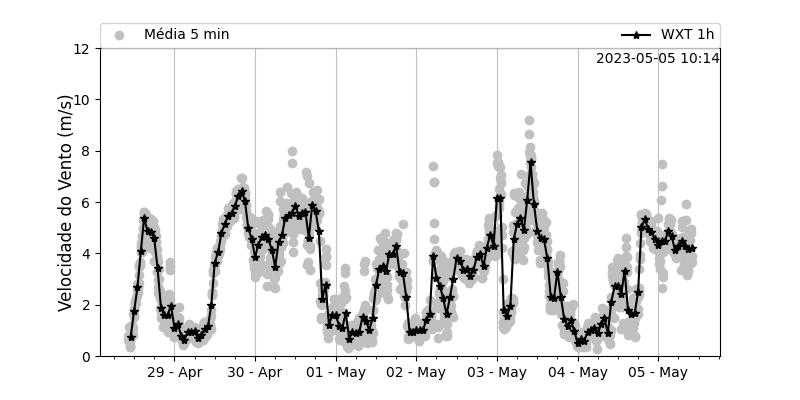 Média 5 min
WXT 1h
2023-05-05 10:14
Velocidade do Vento (m/s)
12
10
8
6
4
2
0
29 - Apr
30 - Apr
01 - May
02 - May
03 - May
04 - May
05 - May